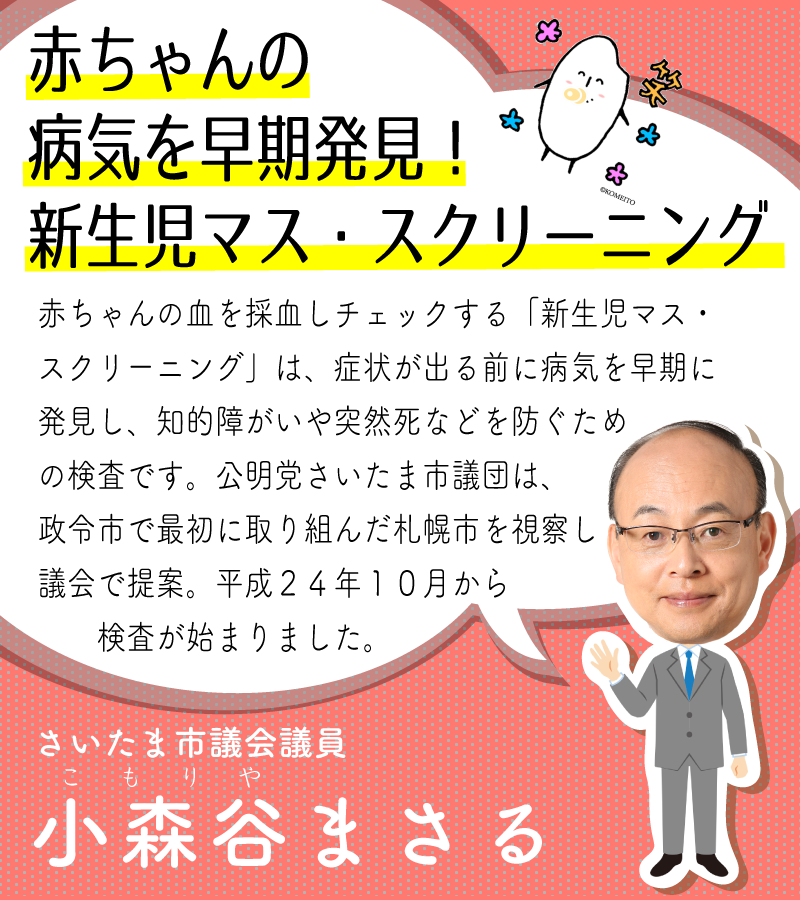 赤ちゃんの
病気を早期発見!
新生児マス・スクリーニング
©KOMEITO
赤ちゃんの血を採血しチェックする「新生児マス・
スクリーニング」は、症状が出る前に病気を早期に
発見し、知的障がいや突然死などを防ぐため
の検査です。公明党さいたま市議団は、
政令市で最初に取り組んだ札幌市を視察し
議会で提案。平成24年10月から
検査が始まりました。
さいたま市議会議員
こもりや
小森谷まさる